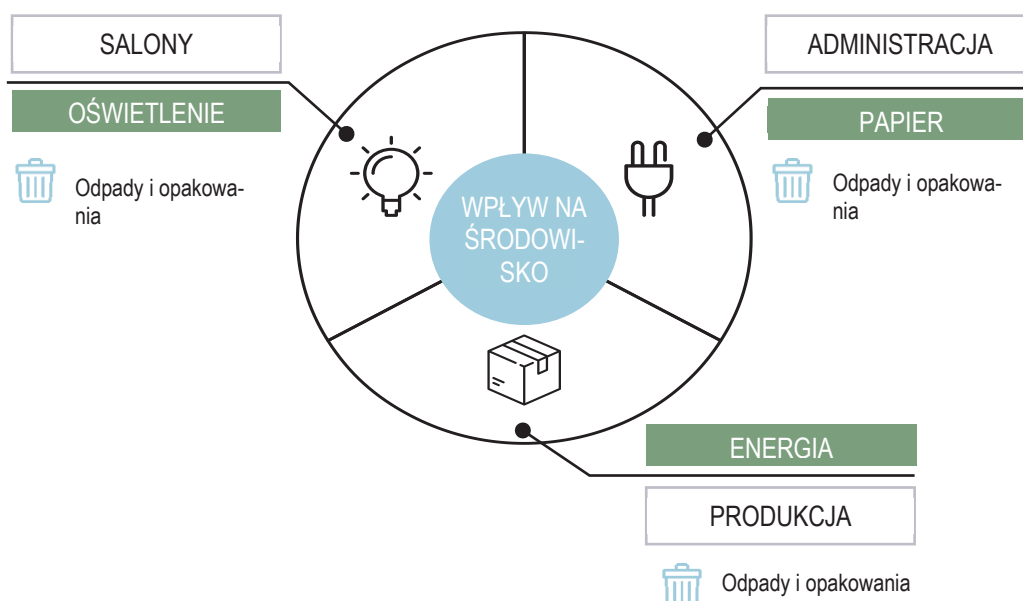 SALONY
OŚWIETLENIE
Odpady i opakowa-
nia
WPŁYW NA
ŚRODOWI-
SKO
ADMINISTRACJA
PAPIER
Odpady i opakowa-
nia
ENERGIA
PRODUKCJA
Odpady i opakowania